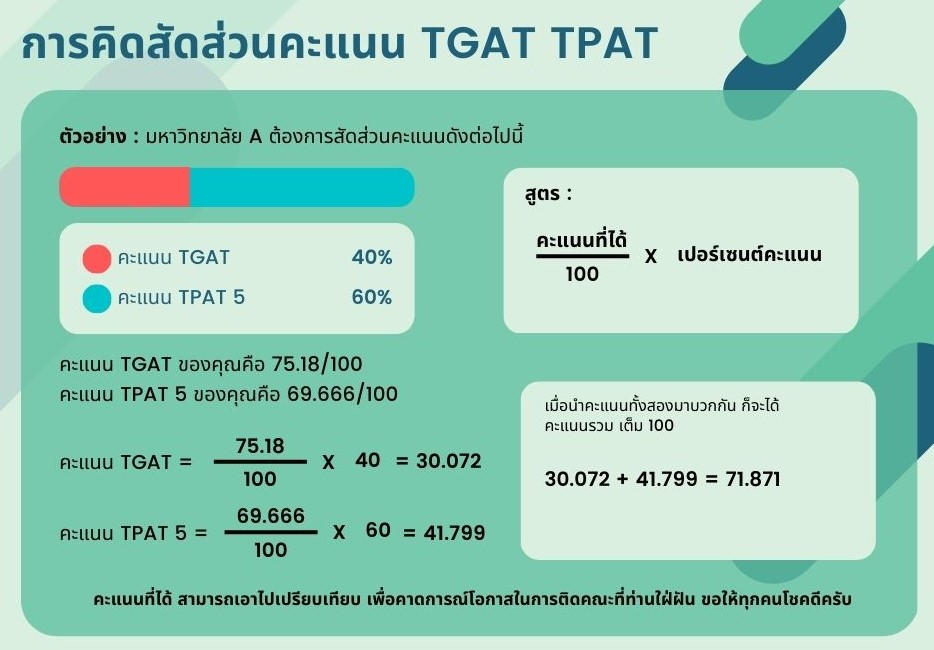 การคิดสัดส่วนคะแนน TGAT TPAT
ตัวอย่าง : มหาวิทยาลัย A ต้องการสัดส่วนคะแนนดังต่อไปนี้
คะแนน TGAT 40%
คะแนน TPAT 5 60%
สูตร :
คะแนนที่ได้
100
X เปอร์เซนต์คะแนน
คะแนน TGAT ของคุณคือ 75.18/100
คะแนน TPAT 5 ของคุณคือ 69.666/100
75.18
คะแนน TGAT = X 40 = 30.072
100
69.666
คะแนน TPAT 5 = X 60 = 41.799
100
เมื่อนำคะแนนทั้งสองมาบวกกัน ก็จะได้
คะแนนรวม เต็ม 100
30.072 + 41.799 = 71.871
คะแนนที่ได้ สามารถเอาไปเปรียบเทียบ เพื่อคาดการณ์โอกาสในการติดคณะที่ท่านใฝ่ฝัน ขอให้ทุกคนโชคดีครับ